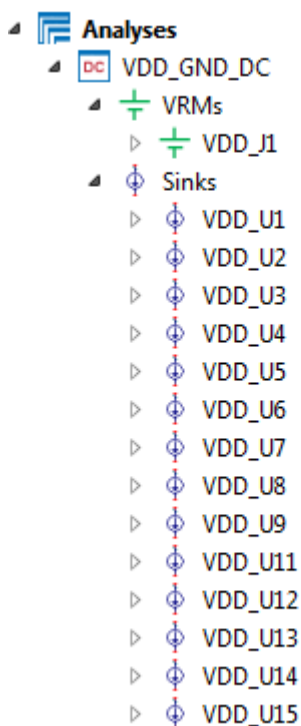 Analyses
DC VDD_GND_DC
VRMs
VDD_J1
Sinks
VDD_U1
VDD_U2
VDD_U3
VDD_U4
VDD_U5
VDD_U6
VDD_U7
VDD_U8
VDD_U9
VDD_U11
VDD_U12
VDD_U13
VDD_U14
VDD_U15